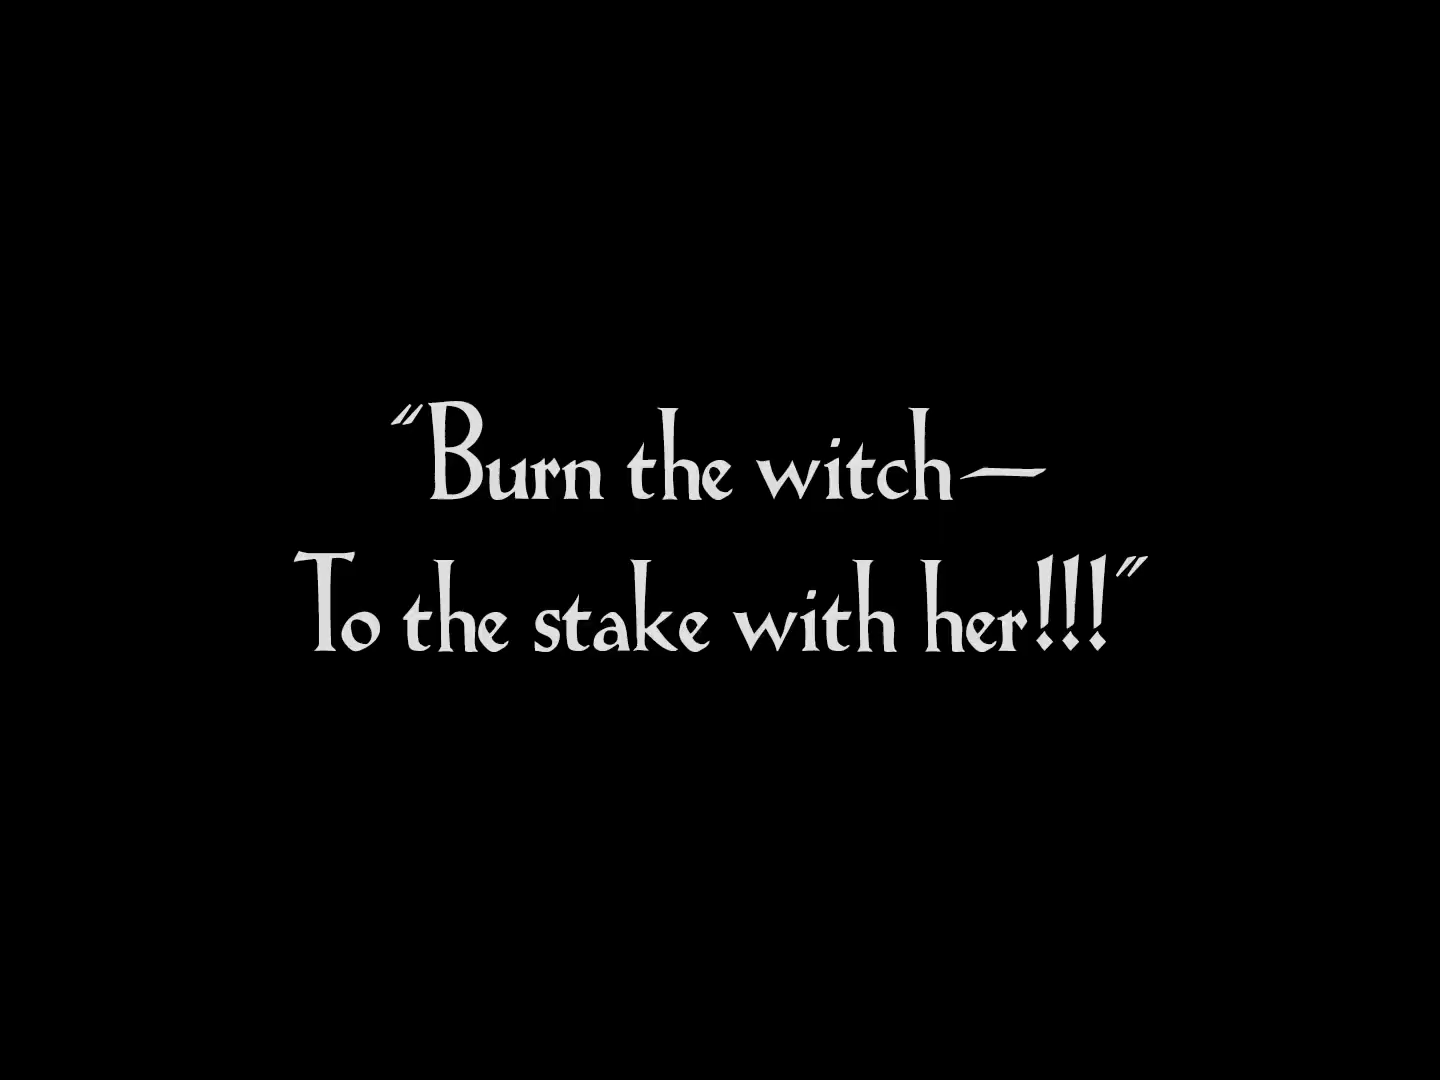 “Burn the witch—
To the stake with her!!!”